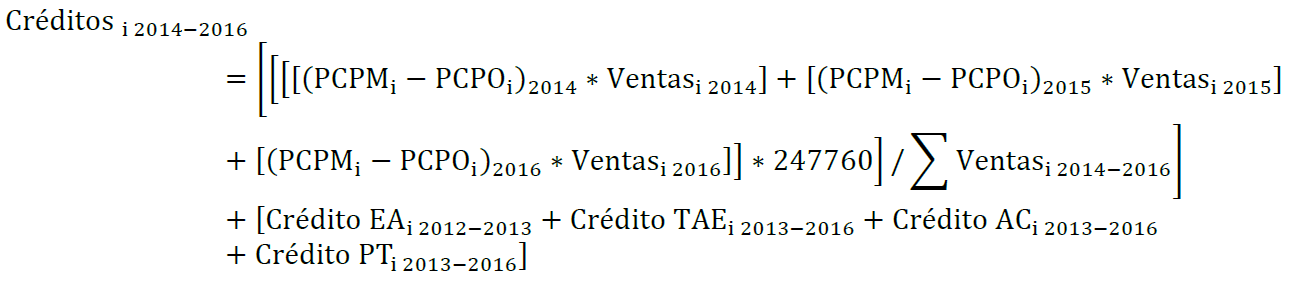 Créditos i 2014−2016
= [[[[(PCPMi − PCPOi)2014 ∗ Ventasi 2014] + [(PCPMi − PCPOi)2015 ∗ Ventasi 2015]
+ [(PCPMi − PCPOi)2016 ∗ Ventasi 2016]] ∗ 247760] / ∑ Ventasi 2014−2016]
+ [Crédito EAi 2012−2013 + Crédito TAEi 2013−2016 + Crédito ACi 2013−2016
+ Crédito PTi 2013−2016]